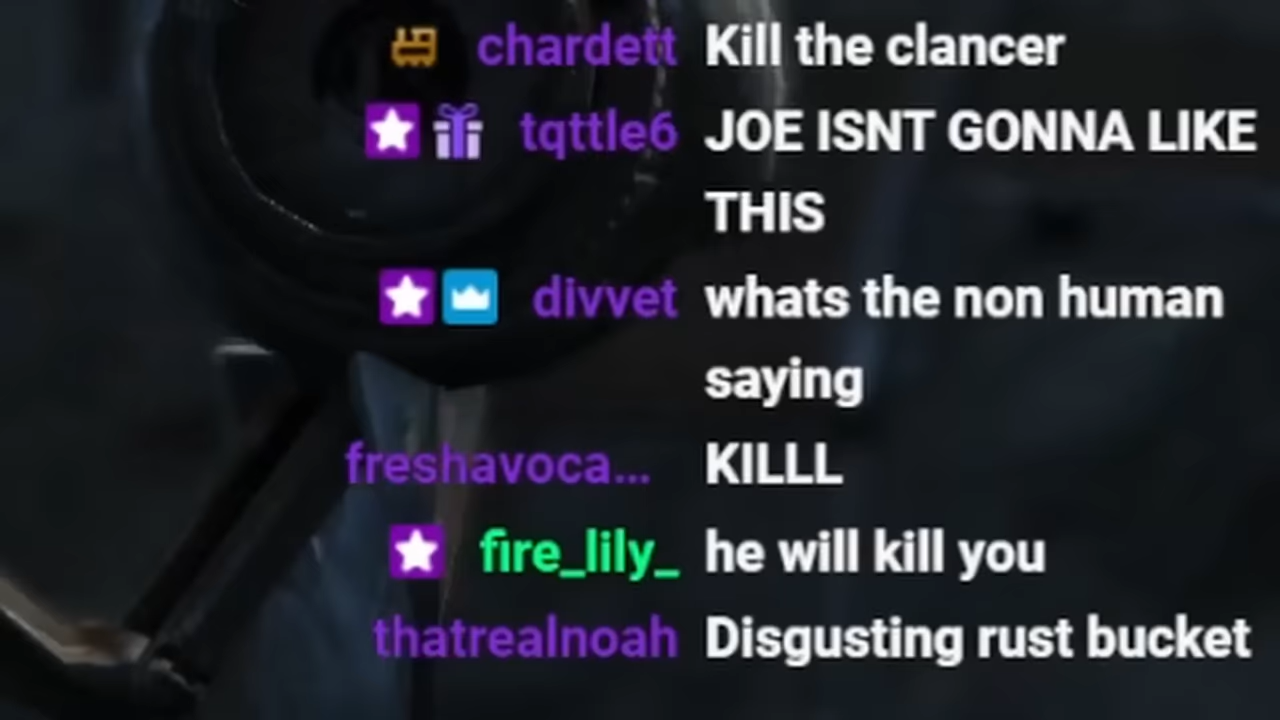 chardett Kill the clancer
tqttle6 JOE ISNT GONNA LIKE
THIS
divvet whats the non human
saying
freshavoca... KILLL
fire_lily_ he will kill you
thatrealnoah Disgusting rust bucket